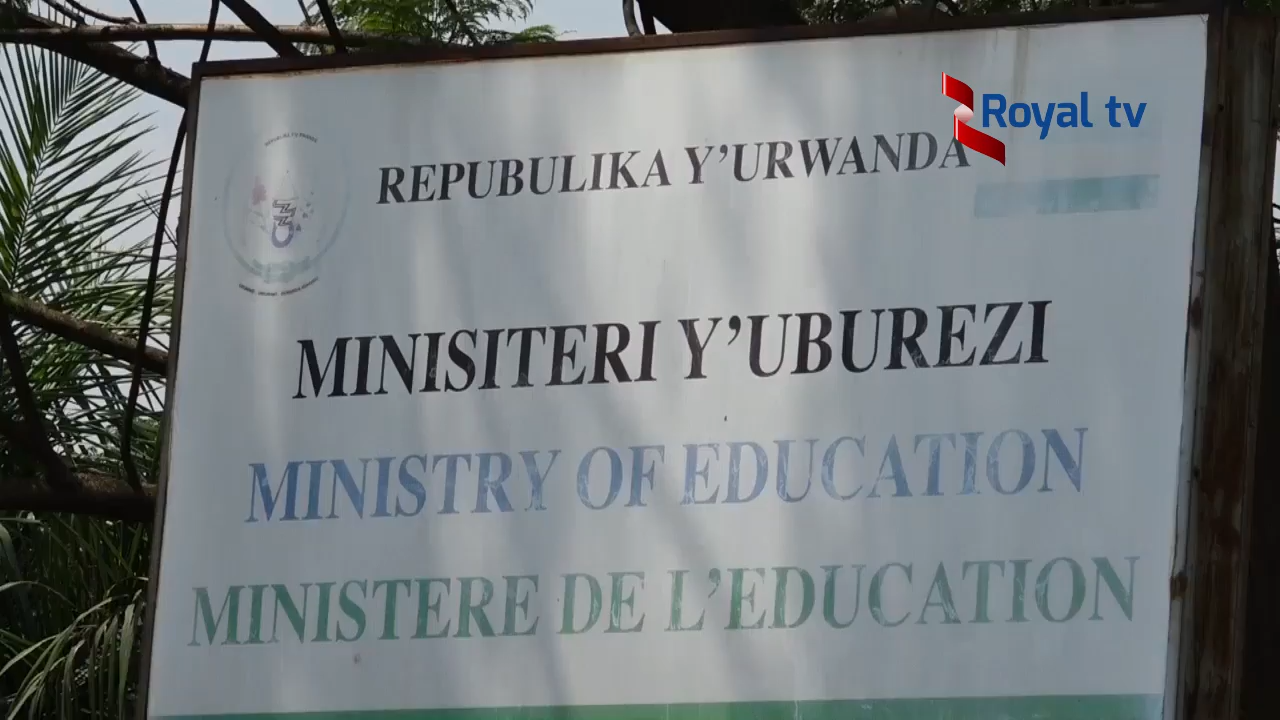 Royal tv
REPUBULIKA Y'URWANDA
MINISITERI Y'UBUREZI
MINISTRY OF EDUCATION
MINISTERE DE L'EDUCATION